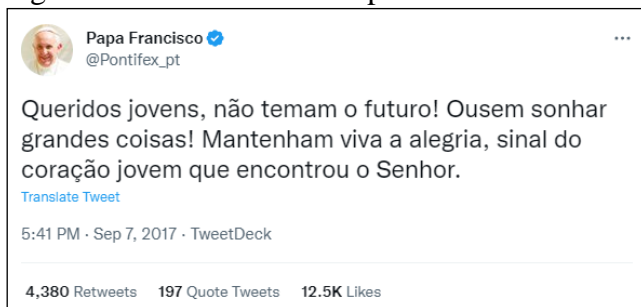 Papa Francisco
@Pontifex_pt
...
Queridos jovens, não temam o futuro! Ousem sonhar
grandes coisas! Mantenham viva a alegria, sinal do
coração jovem que encontrou o Senhor.
Translate Tweet
5:41 PM · Sep 7, 2017 · TweetDeck
4,380 Retweets 197 Quote Tweets 12.5K Likes